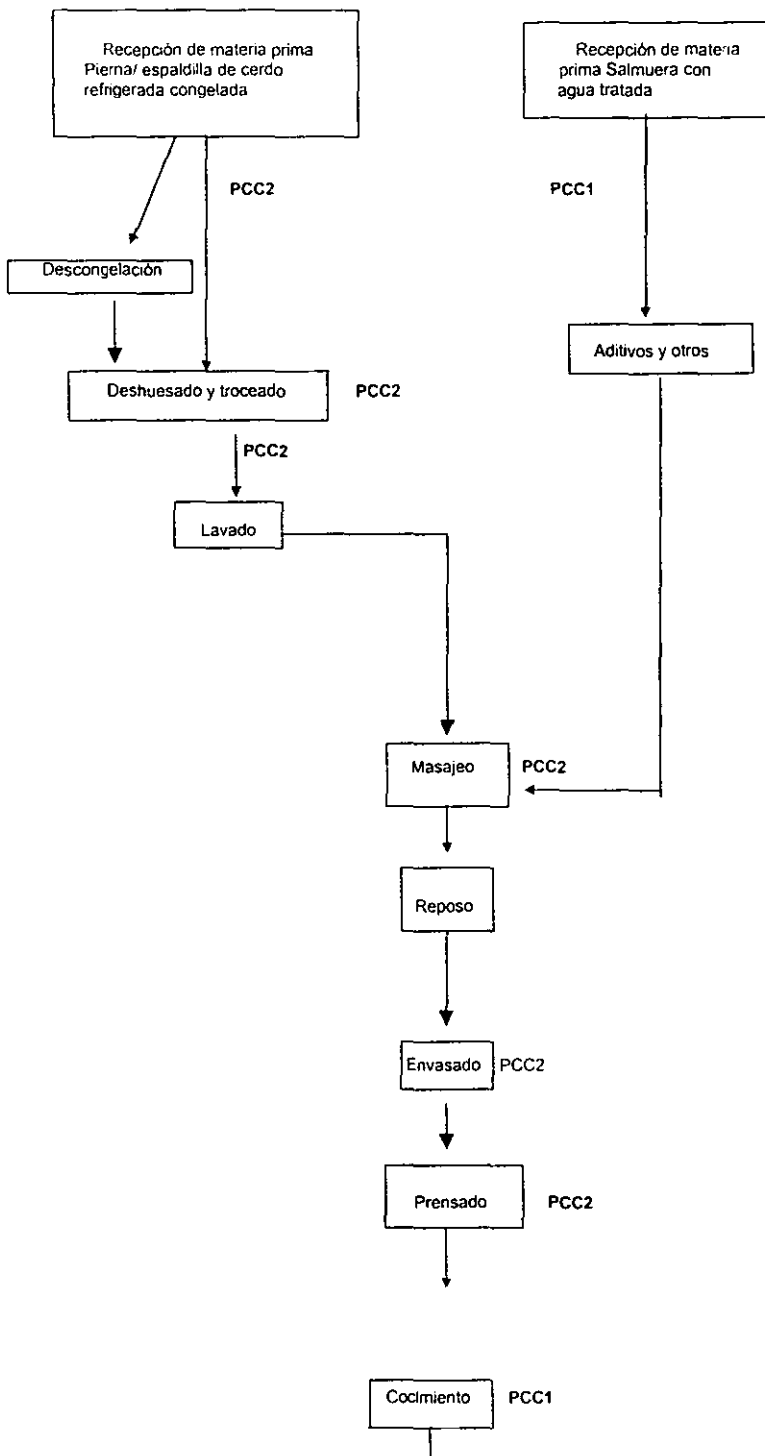 Recepción de materia prima
Pierna/ espaldilla de cerdo
refrigerada congelada
Recepción de materia
prima Salmuera con
agua tratada
PCC2
PCC1
Descongelación
Aditivos y otros
Deshuesado y troceado
PCC2
PCC2
Lavado
Masajeo
PCC2
Reposo
Envasado
PCC2
Prensado
PCC2
Cocimiento
PCC1